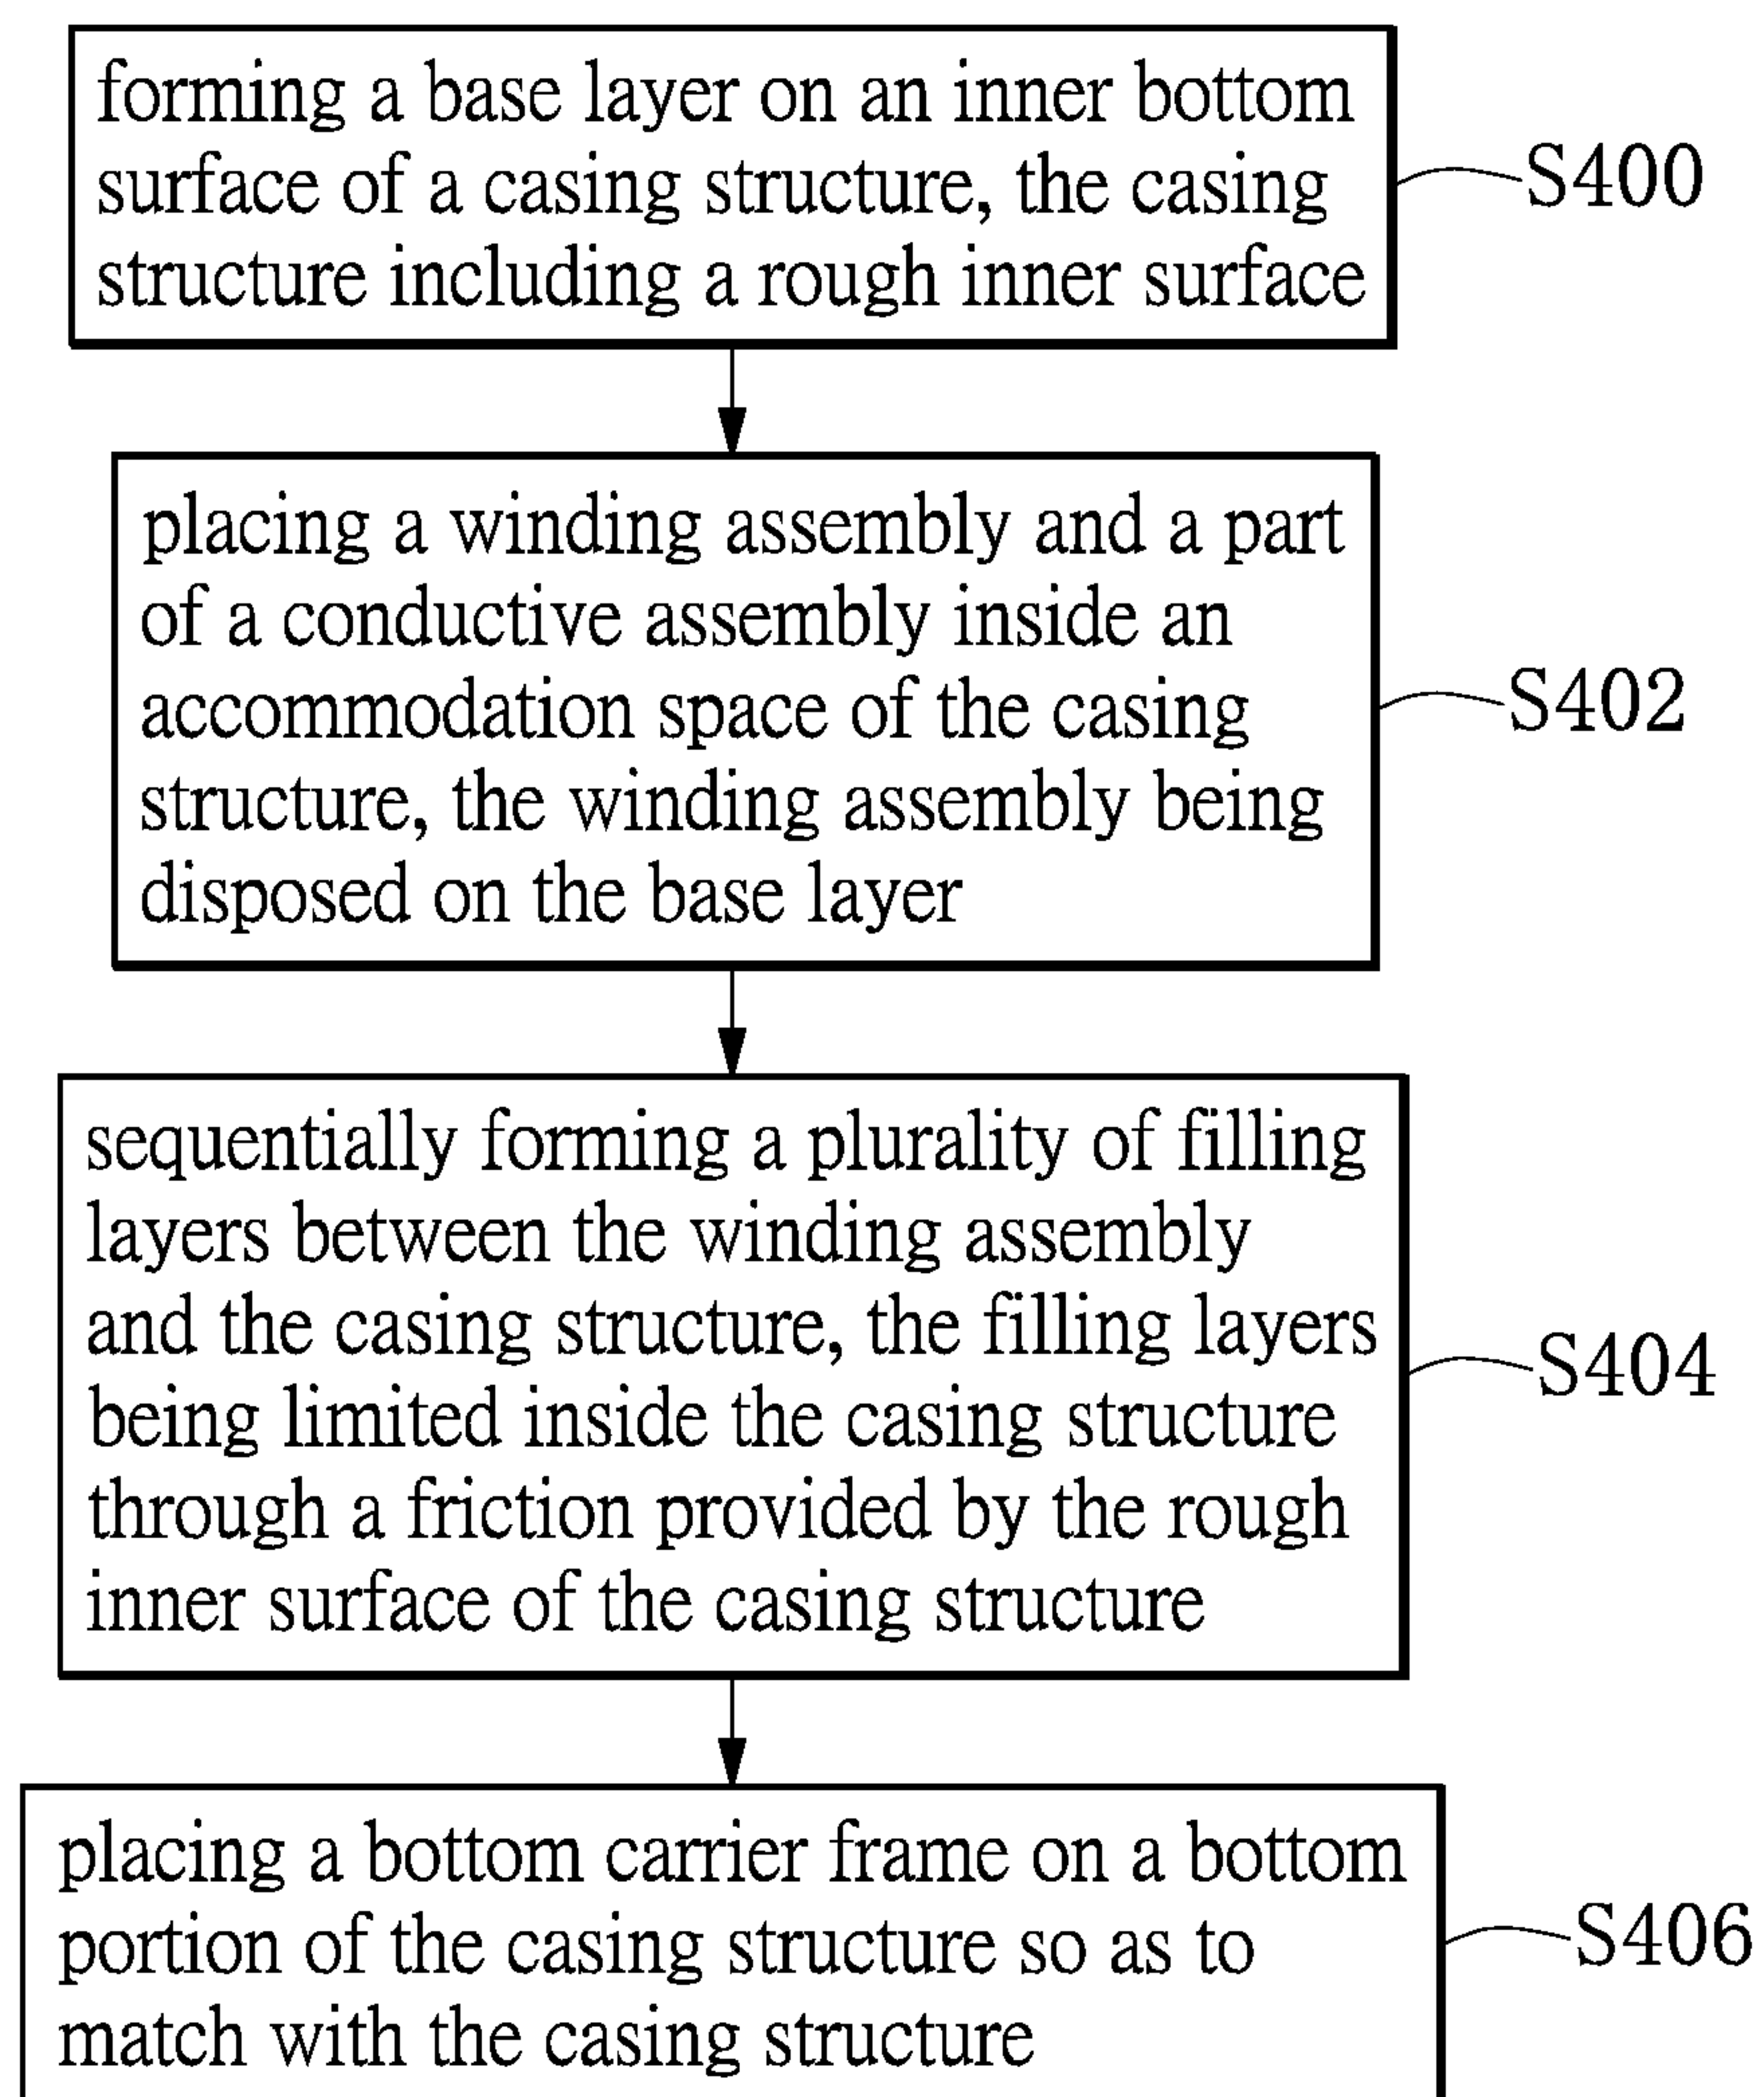 forming a base layer on an inner bottom
surface of a casing structure, the casing
structure including a rough inner surface
S400
placing a winding assembly and a part
of a conductive assembly inside an
accommodation space of the casing
structure, the winding assembly being
disposed on the base layer
S402
sequentially forming a plurality of filling
layers between the winding assembly
and the casing structure, the filling layers
being limited inside the casing structure
through a friction provided by the rough
inner surface of the casing structure
S404
placing a bottom carrier frame on a bottom
portion of the casing structure so as to
match with the casing structure
S406